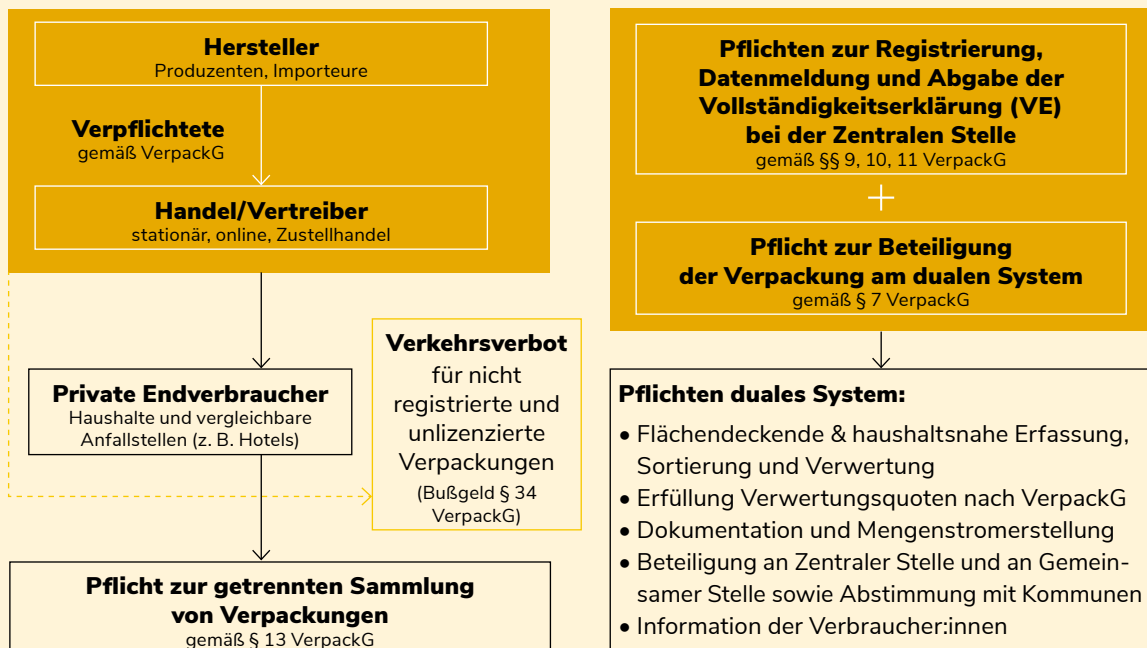 Hersteller
Produzenten, Importeure
Verpflichtete
gemäß VerpackG
Handel/Vertreiber
stationär, online, Zustellhandel
Private Endverbraucher
Haushalte und vergleichbare
Anfallstellen (z. B. Hotels)
Verkehrsverbot
für nicht
registrierte und
unlizenzierte
Verpackungen
(Bußgeld § 34
VerpackG)
Pflicht zur getrennten Sammlung
von Verpackungen
gemäß § 13 VerpackG
Pflichten zur Registrierung,
Datenmeldung und Abgabe der
Vollständigkeitserklärung (VE)
bei der Zentralen Stelle
gemäß §§ 9, 10, 11 VerpackG
+
Pflicht zur Beteiligung
der Verpackung am dualen System
gemäß § 7 VerpackG
Pflichten duales System:
• Flächendeckende & haushaltsnahe Erfassung,
Sortierung und Verwertung
• Erfüllung Verwertungsquoten nach VerpackG
• Dokumentation und Mengenstromerstellung
• Beteiligung an Zentraler Stelle und an Gemein-
samer Stelle sowie Abstimmung mit Kommunen
• Information der Verbraucher:innen